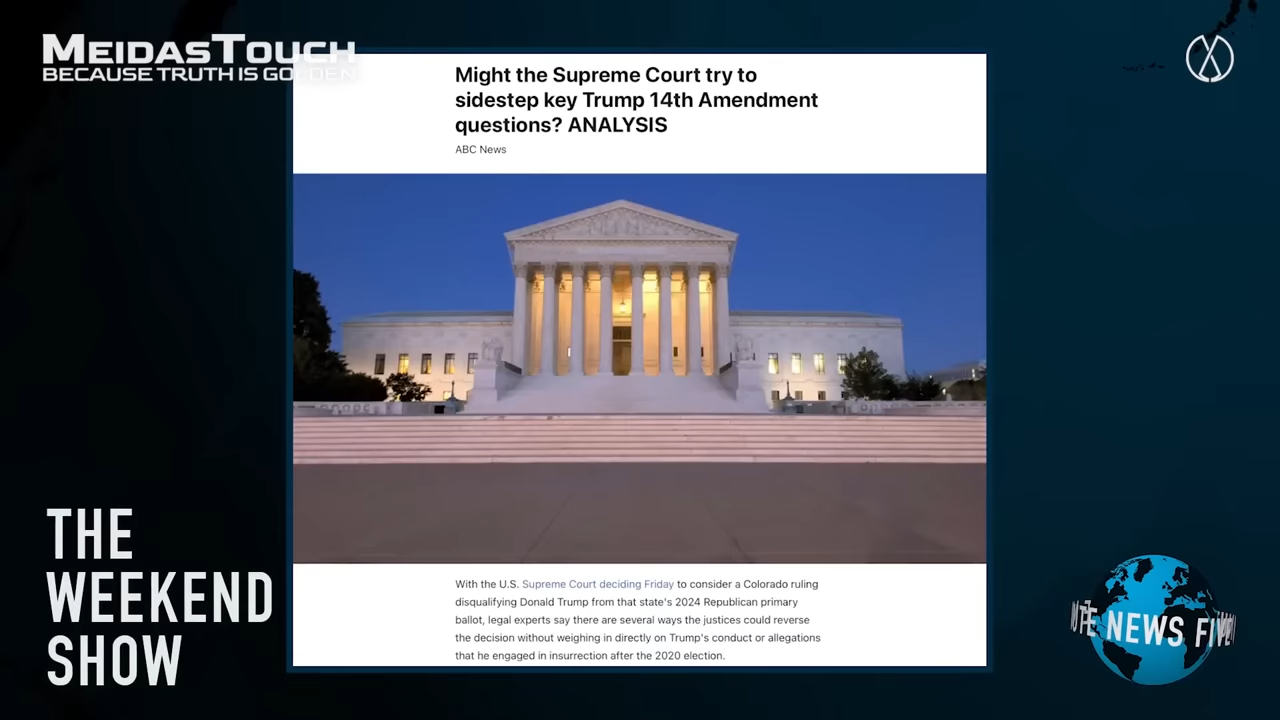 MEIDASTOUCH
BECAUSE TRUTH IS GOLDEN
Might the Supreme Court try to
sidestep key Trump 14th Amendment
questions? ANALYSIS
ABC News
With the U.S. Supreme Court deciding Friday to consider a Colorado ruling
disqualifying Donald Trump from that state's 2024 Republican primary
ballot, legal experts say there are several ways the justices could reverse
the decision without weighing in directly on Trump's conduct or allegations
that he engaged in insurrection after the 2020 election.
THE
WEEKEND
SHOW
NEWS